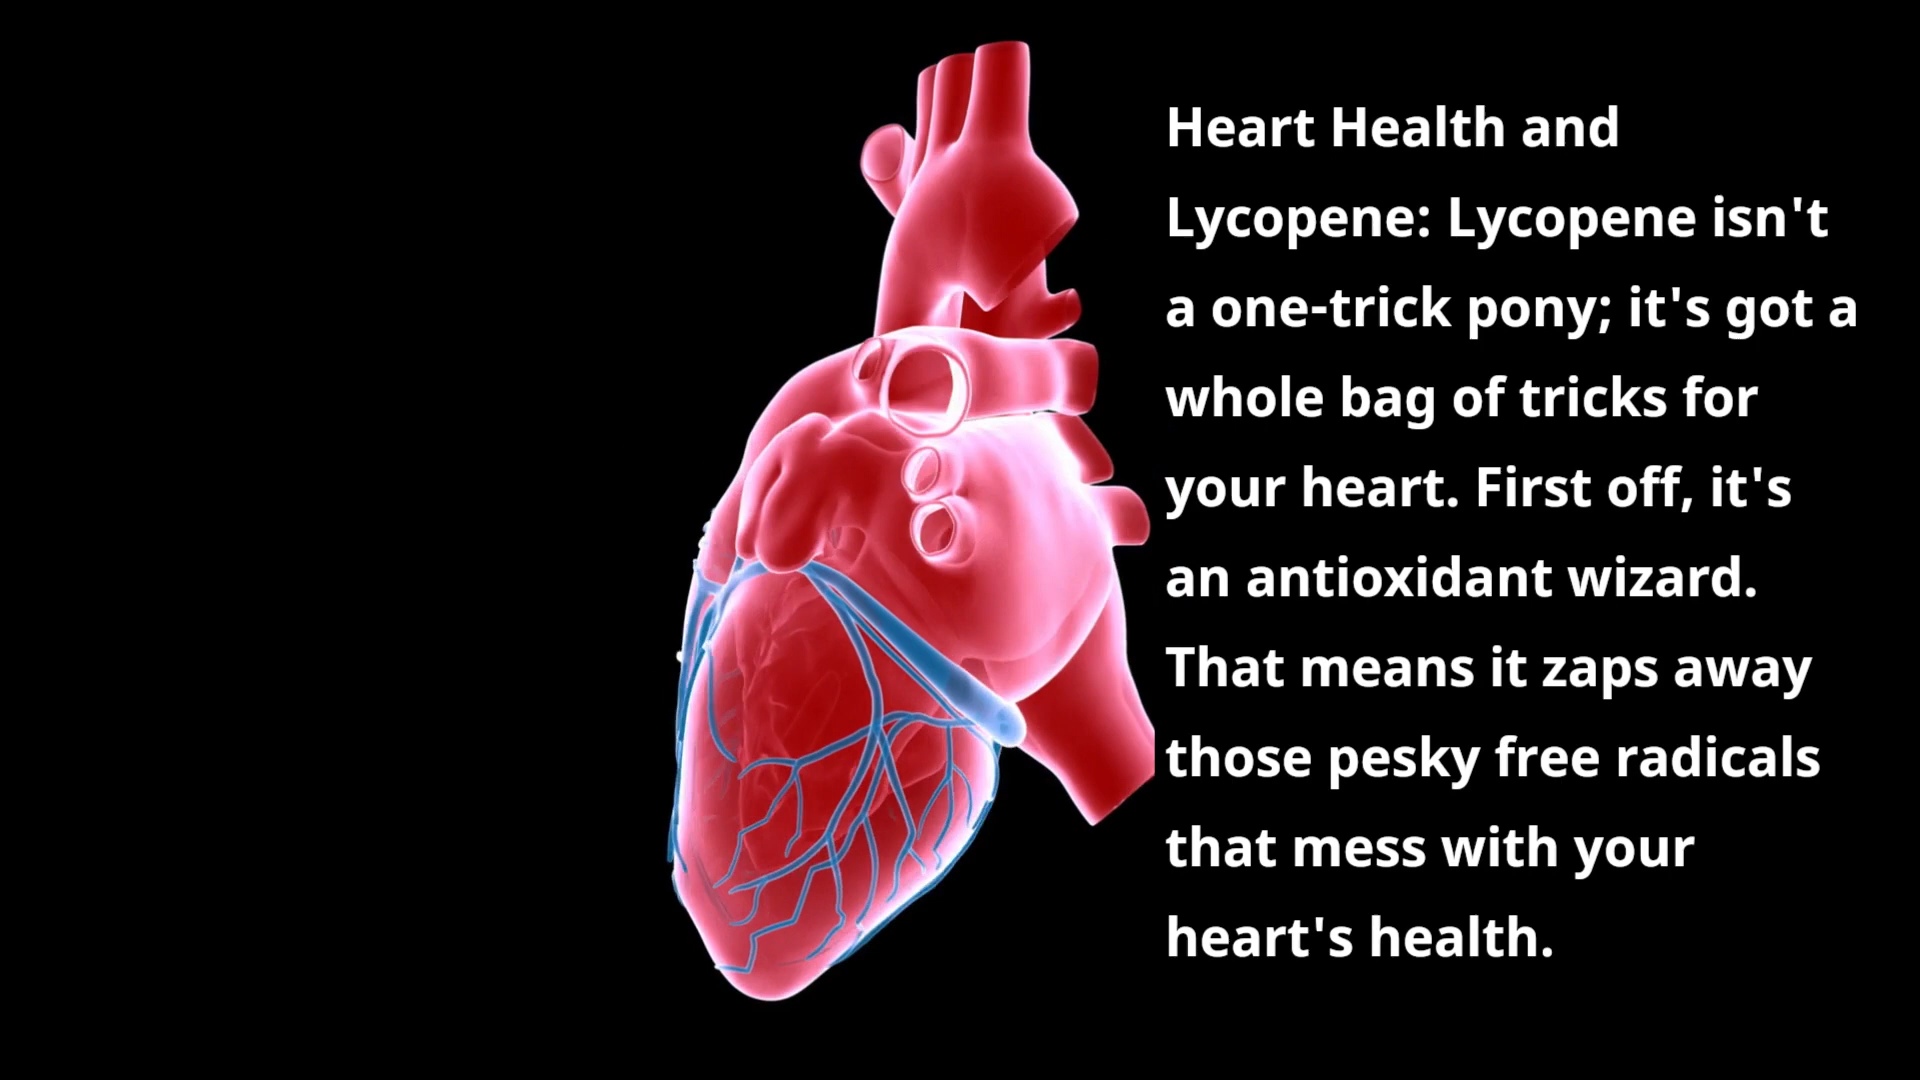 Heart Health and
Lycopene: Lycopene isn't
a one-trick pony; it's got a
whole bag of tricks for
your heart. First off, it's
an antioxidant wizard.
That means it zaps away
those pesky free radicals
that mess with your
heart's health.